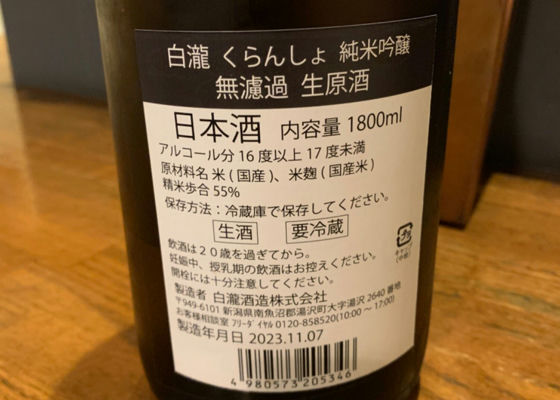 白瀧 くらんしょ 純米吟醸
無濾過 生原酒
日本酒 内容量 1800ml
アルコール分 16 度以上 17 度未満
原材料名 米 ( 国産 )、米麹 ( 国産米 )
精米歩合 55%
保存方法：冷蔵庫で保存してください。
生酒 要冷蔵
飲酒は２０歳を過ぎてから。
妊娠中、授乳期の飲酒はお控えください。
開栓には十分注意してください。
製造者 白瀧酒造株式会社
〒949-6101 新潟県南魚沼郡湯沢町大字湯沢 2640 番地
お客様相談室 ﾌﾘｰﾀﾞｲﾔﾙ 0120-858520(10:00 ～ 17:00)
製造年月日 2023.11.07
4 980573 205346
プラ